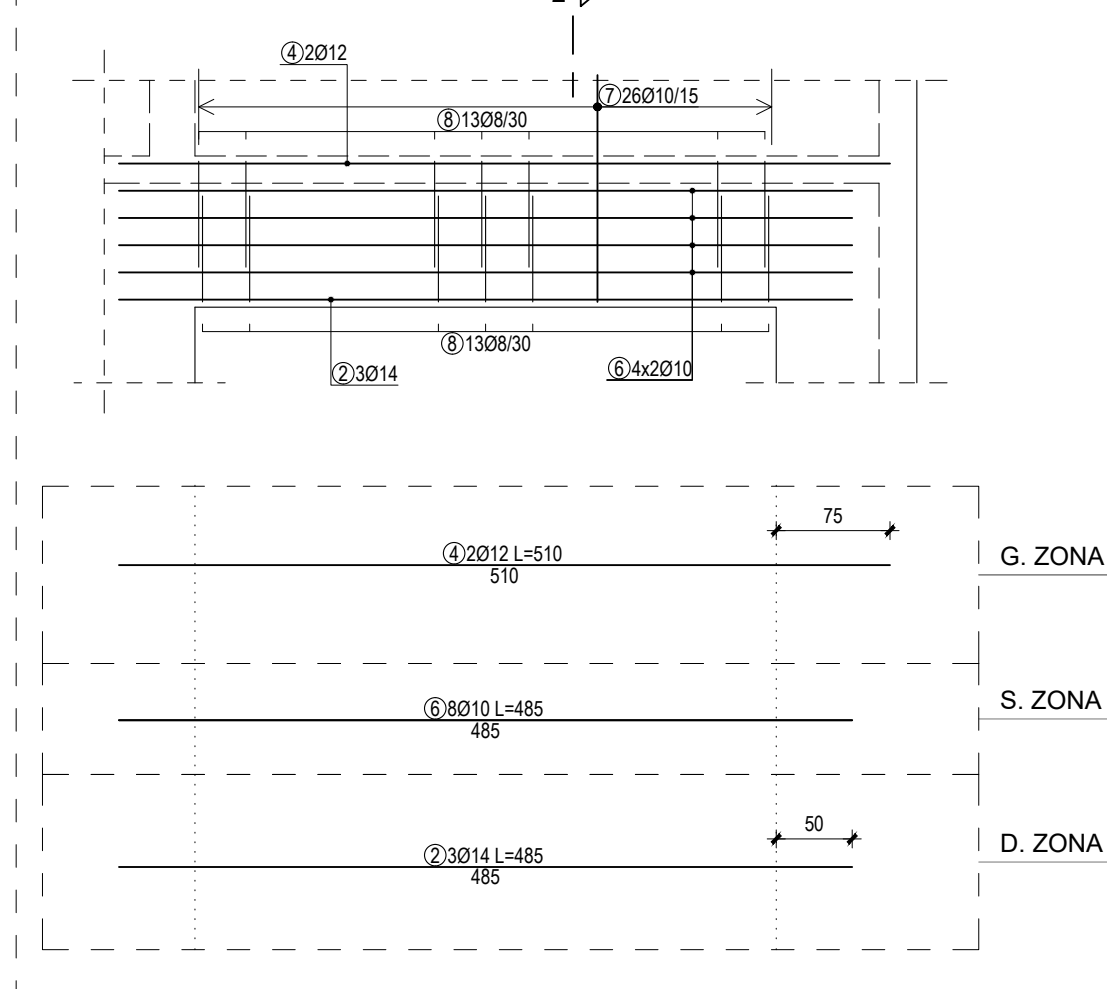 ④2Ø12
⑦26Ø10/15
⑧13Ø8/30
⑧13Ø8/30
②3Ø14
⑥4x2Ø10
75
④2Ø12 L=510
510
G. ZONA
⑥8Ø10 L=485
485
S. ZONA
50
②3Ø14 L=485
485
D. ZONA